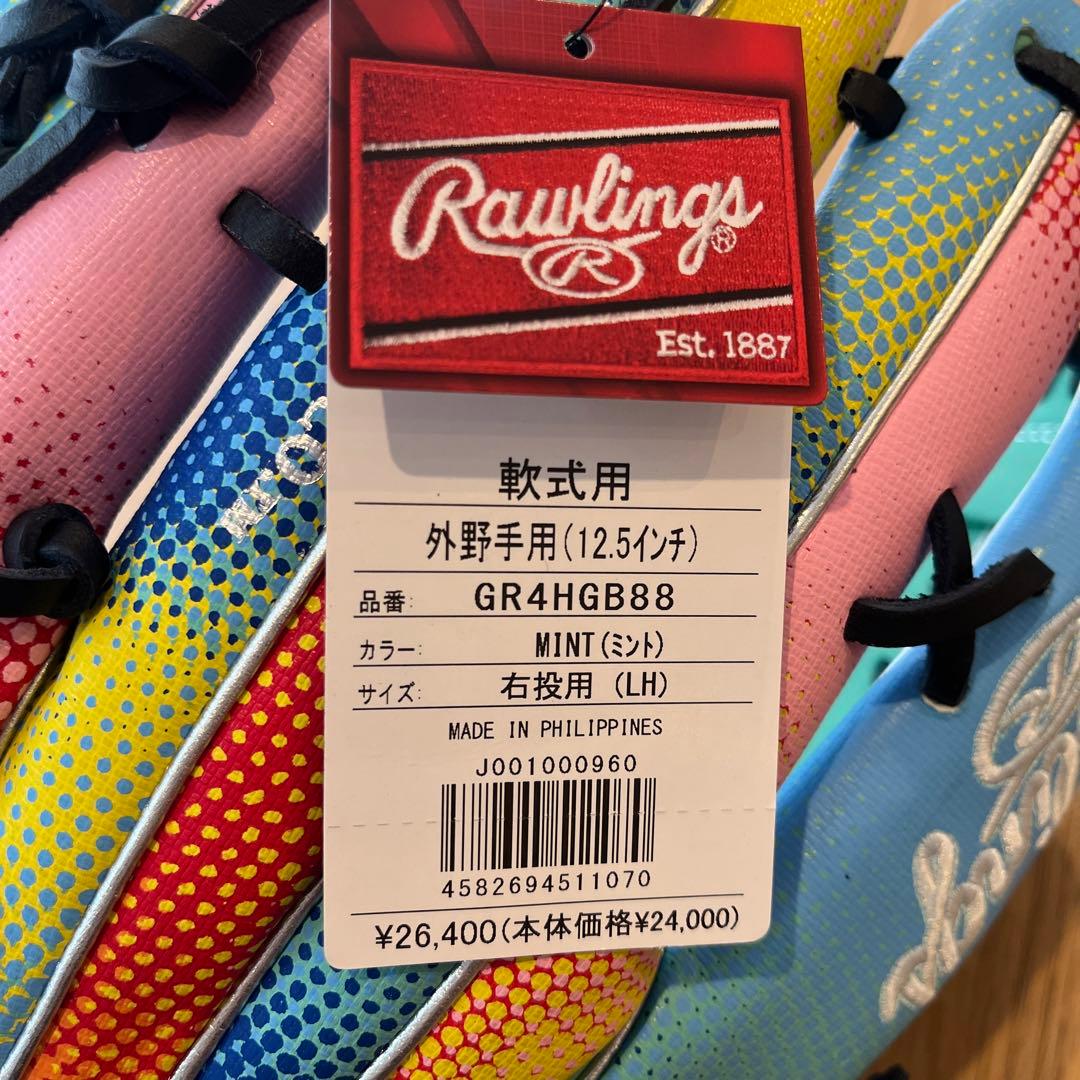 Rawlings®
R
Est. 1887
軟式用
外野手用(12.5インチ)
品番: GR4HGB88
カラー: MINT(ミント)
サイズ: 右投用 (LH)
MADE IN PHILIPPINES
J001000960
4582694511070
¥26,400(本体価格¥24,000)